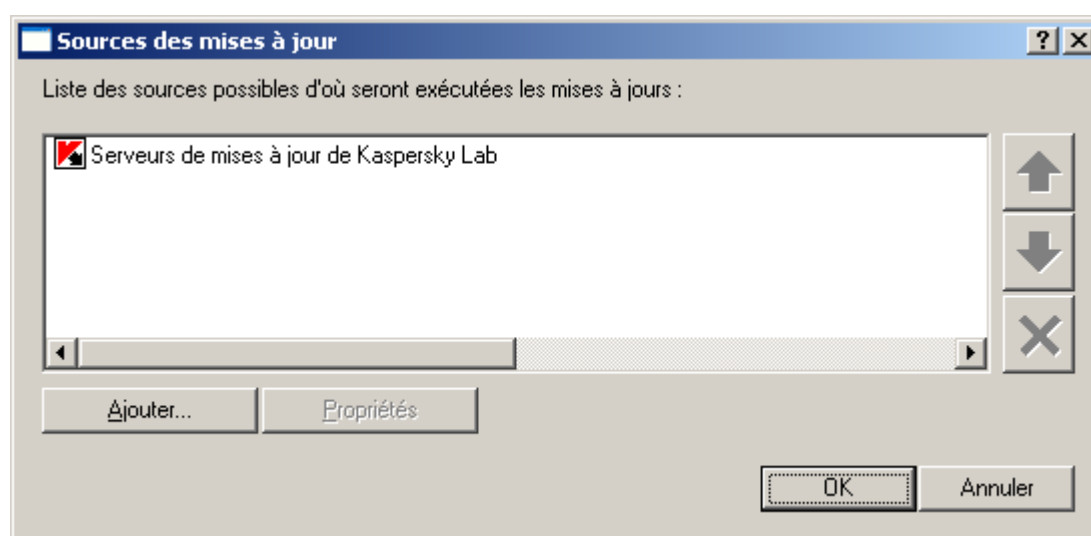 Sources des mises à jour
Liste des sources possibles d'où seront exécutées les mises à jours :
Serveurs de mises à jour de Kaspersky Lab
Ajouter... Propriétés
OK Annuler